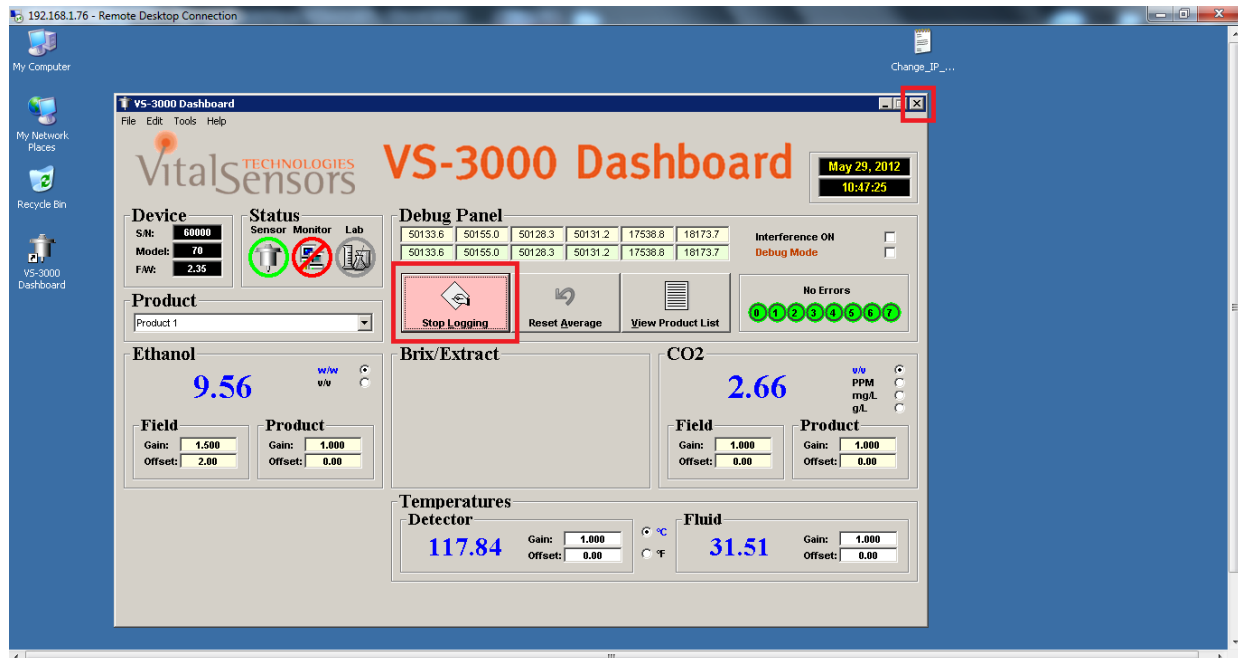 192.168.1.76 - Remote Desktop Connection
My Computer
Change_IP_...
My Network
Places
Recycle Bin
VS-3000
Dashboard
VS-3000 Dashboard
File Edit Tools Help
VitalSensors TECHNOLOGIES
VS-3000 Dashboard
May 29, 2012
10:47:25
Device
S/N: 60000
Model: 70
F/W: 2.35
Status
Sensor Monitor Lab
Debug Panel
50133.6 50155.0 50128.3 50131.2 17538.8 18173.7
50133.6 50155.0 50128.3 50131.2 17538.8 18173.7
Interference ON
Debug Mode
Stop Logging
Reset Average
View Product List
No Errors
0 1 2 3 4 5 6 7
Product
Product 1
Ethanol
9.56
w/w
v/v
Field
Gain: 1.500
Offset: 2.00
Product
Gain: 1.000
Offset: 0.00
Brix/Extract
CO2
2.66
v/v
PPM
mg/L
g/L
Field
Gain: 1.000
Offset: 0.00
Product
Gain: 1.000
Offset: 0.00
Temperatures
Detector
117.84
Gain: 1.000
Offset: 0.00
°C
°F
Fluid
31.51
Gain: 1.000
Offset: 0.00